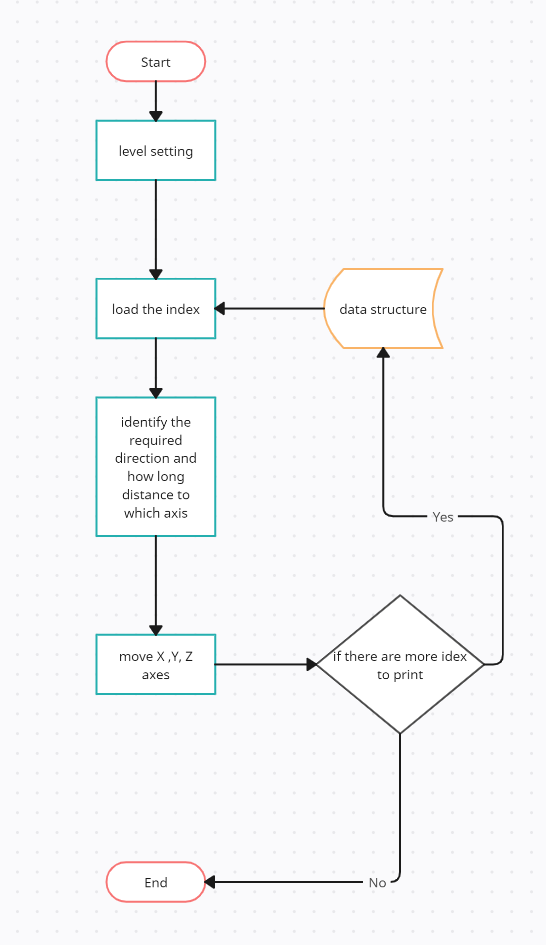 Start
level setting
load the index
data structure
identify the
required
direction and
how long
distance to
which axis
Yes
move X ,Y, Z
axes
if there are more idex
to print
End
No